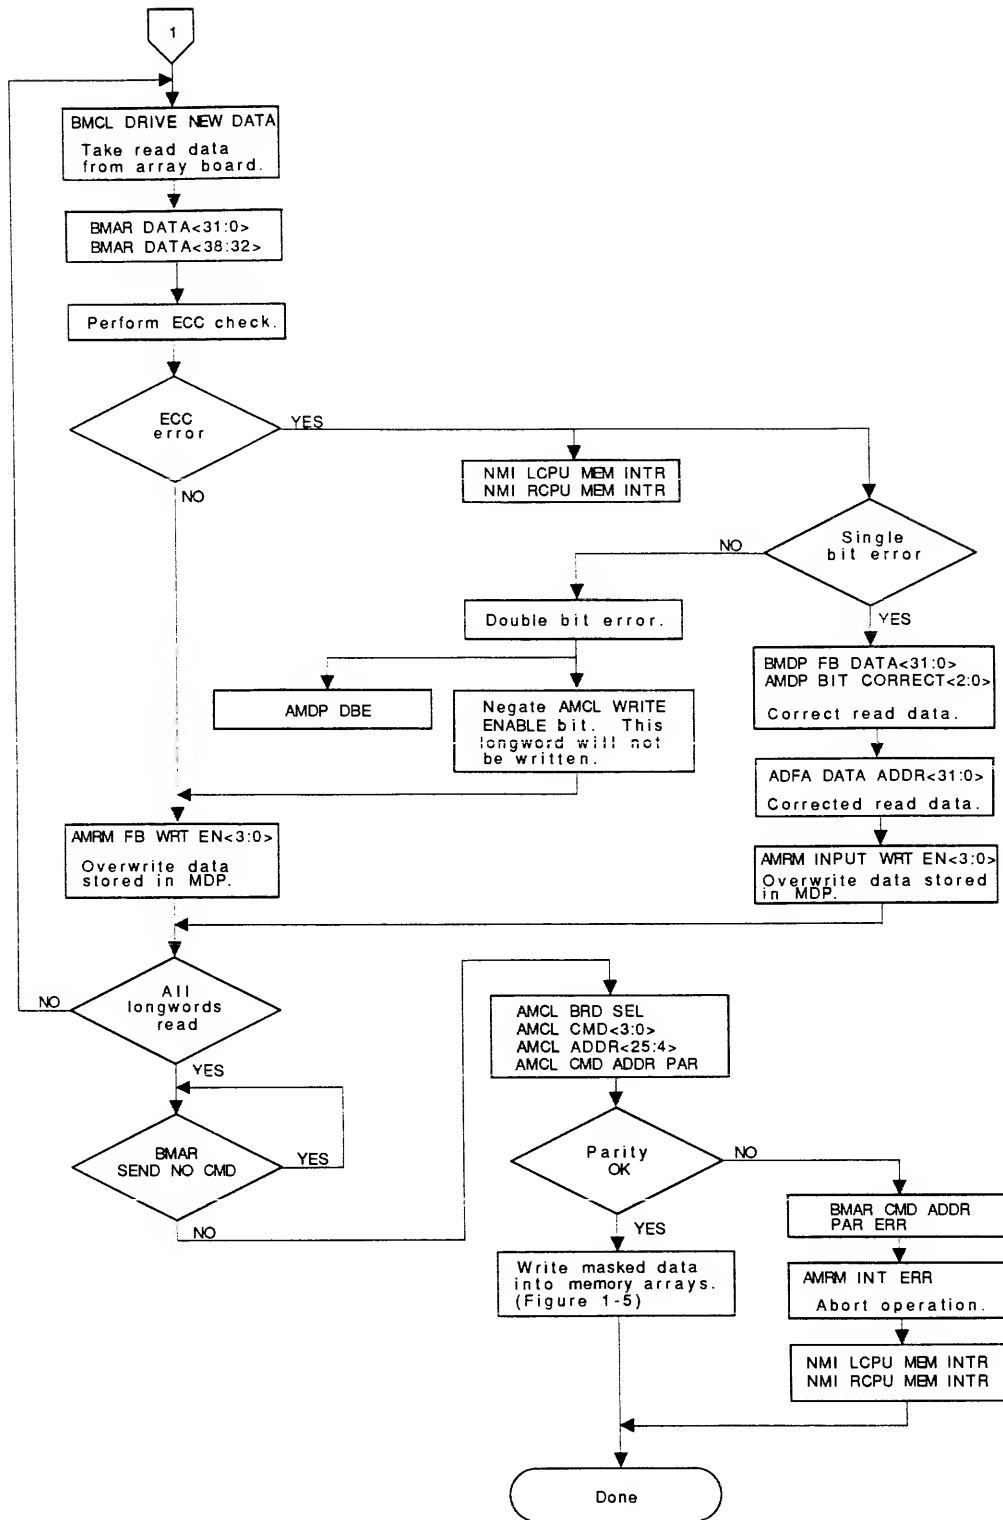 1
BMCL DRIVE NEW DATA
Take read data
from array board.
BMAR DATA<31:0>
BMAR DATA<38:32>
Perform ECC check.
ECC
error
YES
NO
NMI LCPU MEM INTR
NMI RCPU MEM INTR
Single
bit error
NO
YES
Double bit error.
AMDP DBE
Negate AMCL WRITE
ENABLE bit. This
longword will not
be written.
BMDP FB DATA<31:0>
AMDP BIT CORRECT<2:0>
Correct read data.
ADFA DATA ADDR<31:0>
Corrected read data.
AMRM FB WRT EN<3:0>
Overwrite data
stored in MDP.
AMRM INPUT WRT EN<3:0>
Overwrite data stored
in MDP.
All
longwords
read
NO
YES
BMAR
SEND NO CMD
YES
NO
AMCL BRD SEL
AMCL CMD<3:0>
AMCL ADDR<25:4>
AMCL CMD ADDR PAR
Parity
OK
NO
YES
BMAR CMD ADDR
PAR ERR
Write masked data
into memory arrays.
(Figure 1-5)
AMRM INT ERR
Abort operation.
NMI LCPU MEM INTR
NMI RCPU MEM INTR
Done